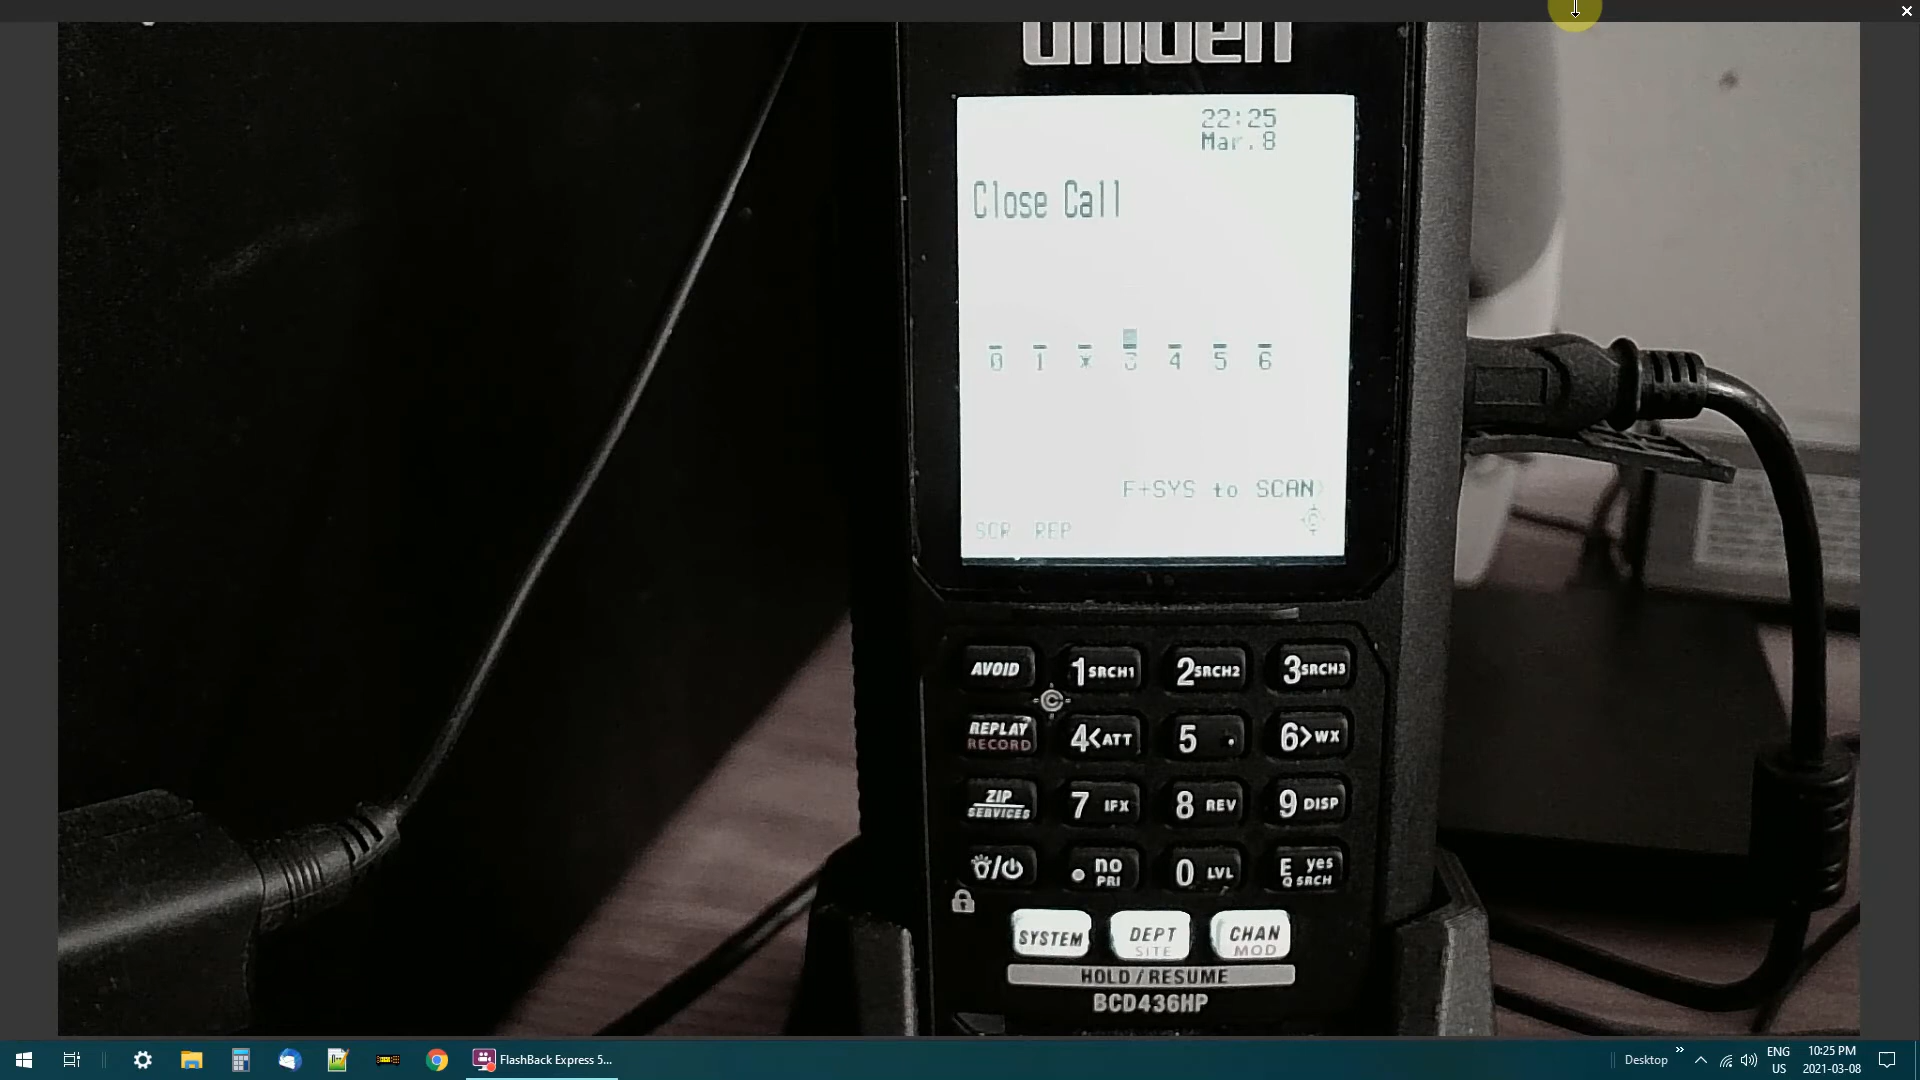 uniden
22:25
Mar. 8
Close Call
0 1 * 3 4 5 6
F+SYS to SCAN
SCR REP
AVOID 1 SRCH1 2 SRCH2 3 SRCH3
C
REPLAY RECORD 4 < ATT 5 . 6 > WX
ZIP SERVICES 7 IFX 8 REV 9 DISP
. no PRI 0 LVL E yes Q SRCH
SYSTEM DEPT SITE CHAN MOD
HOLD / RESUME
BCD436HP
FlashBack Express 5...
Desktop
ENG
US
10:25 PM
2021-03-08